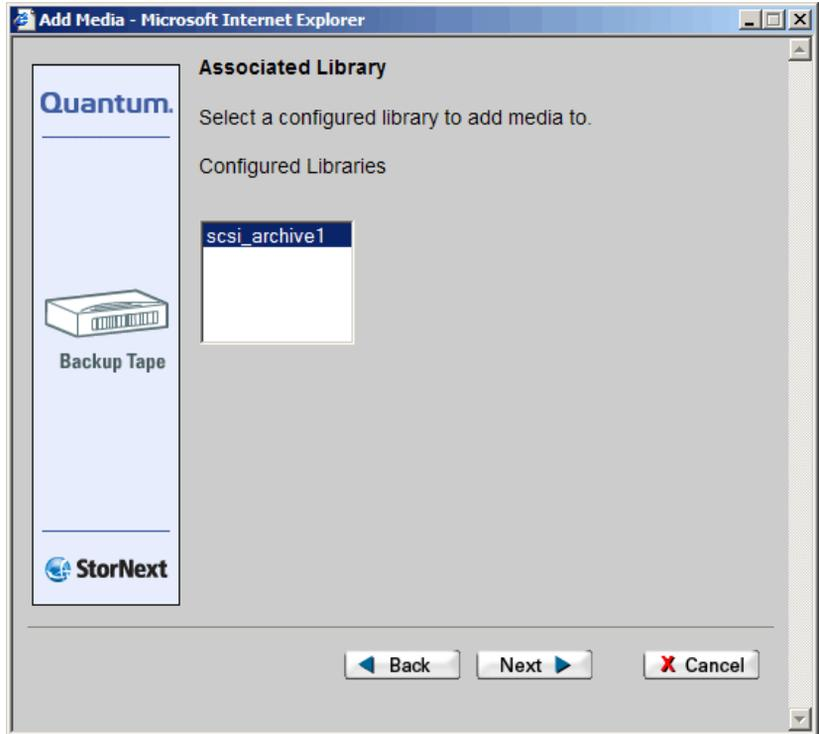 Add Media - Microsoft Internet Explorer
Quantum.
Associated Library
Select a configured library to add media to.
Configured Libraries
scsi_archive1
Backup Tape
StorNext
Back
Next
X Cancel